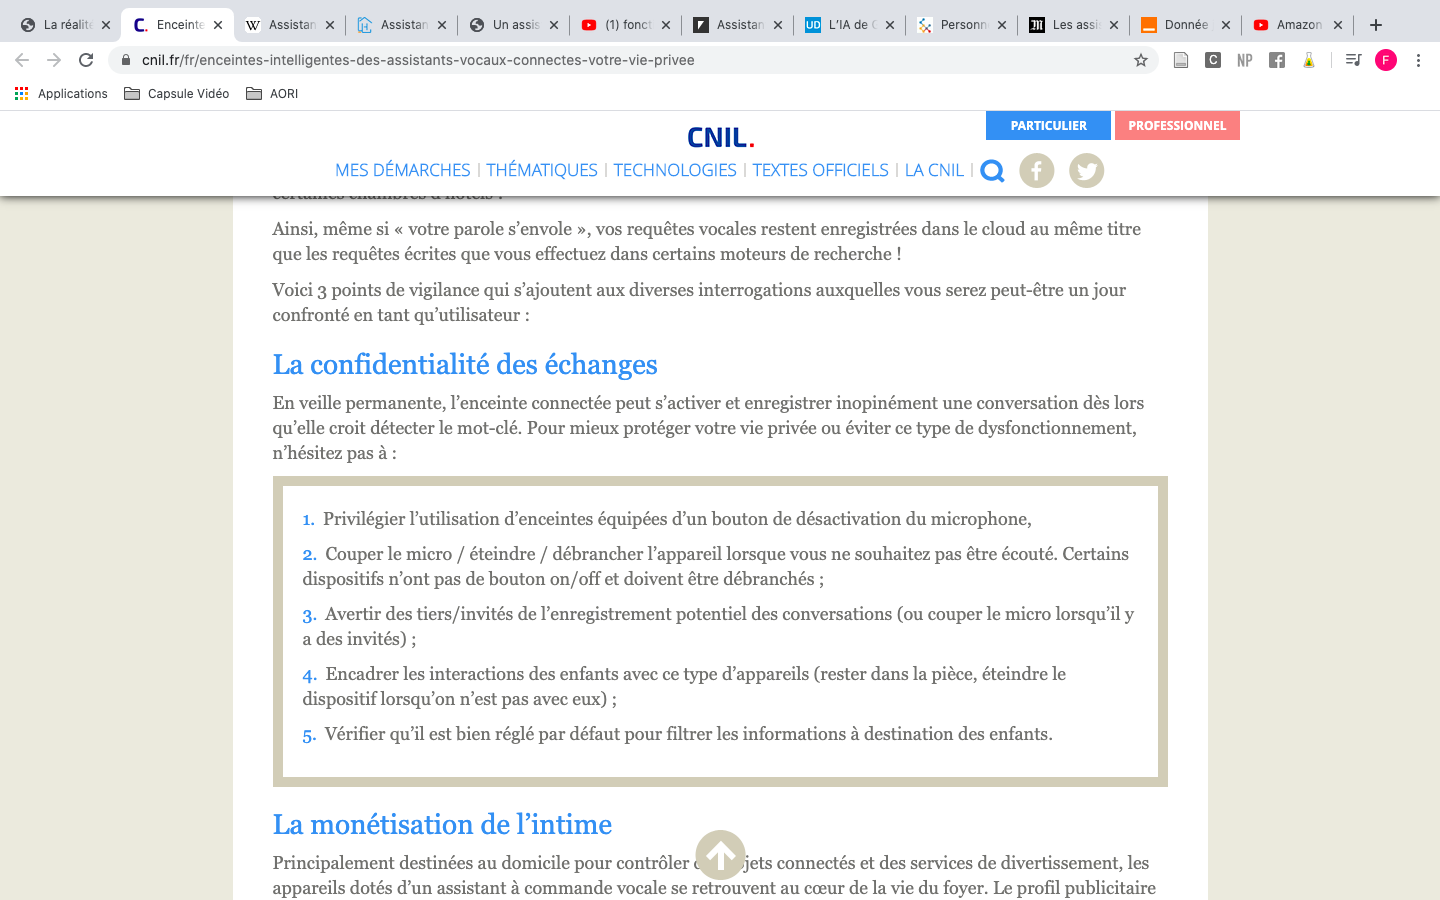 La réalit
Enceinte
Assistan
Assistan
Un assis
(1) fonct
Assistan
L'IA de G
Personn
Les assis
Donnée
Amazon
cnil.fr/fr/enceintes-intelligentes-des-assistants-vocaux-connectes-votre-vie-privee
Applications
Capsule Vidéo
AORI
PARTICULIER
PROFESSIONNEL
CNIL.
MES DÉMARCHES | THÉMATIQUES | TECHNOLOGIES | TEXTES OFFICIELS | LA CNIL |
certaines chambres d'hôtels !
Ainsi, même si « votre parole s'envole », vos requêtes vocales restent enregistrées dans le cloud au même titre
que les requêtes écrites que vous effectuez dans certains moteurs de recherche !
Voici 3 points de vigilance qui s'ajoutent aux diverses interrogations auxquelles vous serez peut-être un jour
confronté en tant qu'utilisateur :
La confidentialité des échanges
En veille permanente, l'enceinte connectée peut s'activer et enregistrer inopinément une conversation dès lors
qu'elle croit détecter le mot-clé. Pour mieux protéger votre vie privée ou éviter ce type de dysfonctionnement,
n'hésitez pas à :
1. Privilégier l'utilisation d'enceintes équipées d'un bouton de désactivation du microphone,
2. Couper le micro / éteindre / débrancher l'appareil lorsque vous ne souhaitez pas être écouté. Certains
dispositifs n'ont pas de bouton on/off et doivent être débranchés ;
3. Avertir des tiers/invités de l'enregistrement potentiel des conversations (ou couper le micro lorsqu'il y
a des invités) ;
4. Encadrer les interactions des enfants avec ce type d'appareils (rester dans la pièce, éteindre le
dispositif lorsqu'on n'est pas avec eux) ;
5. Vérifier qu'il est bien réglé par défaut pour filtrer les informations à destination des enfants.
La monétisation de l'intime
Principalement destinées au domicile pour contrôler jets connectés et des services de divertissement, les
appareils dotés d'un assistant à commande vocale se retrouvent au cœur de la vie du foyer. Le profil publicitaire